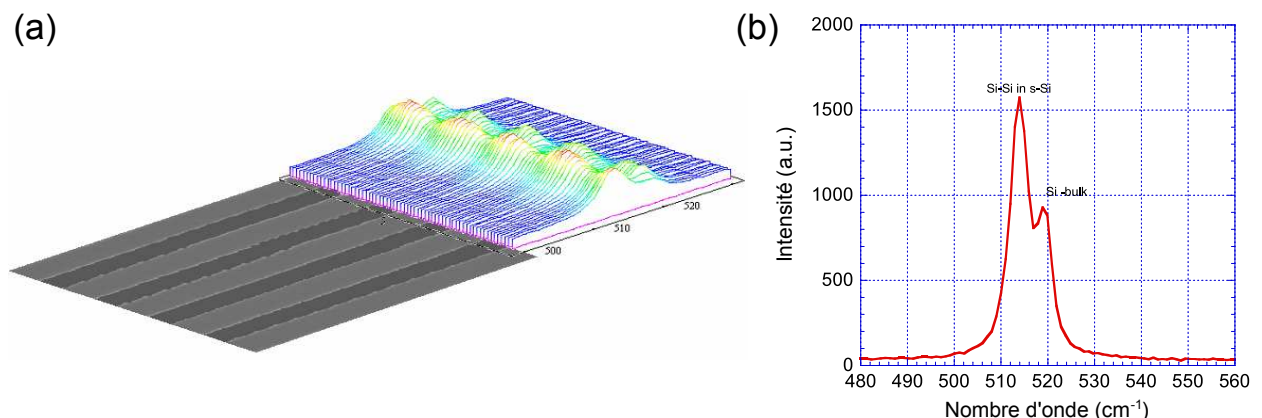 (a)
500
510
520
(b)
Intensité (a.u.)
2000
1500
1000
500
0
Si-Si in s-Si
Si -bulk
480 490 500 510 520 530 540 550 560
Nombre d'onde (cm⁻¹)